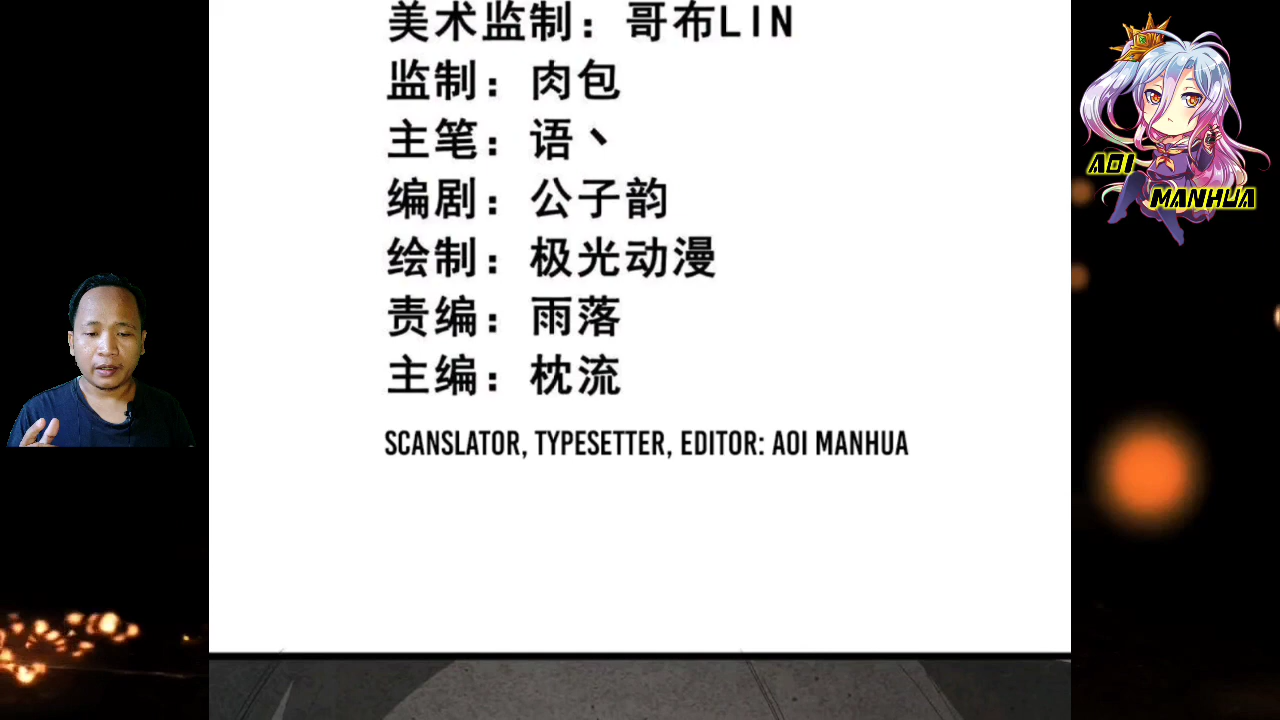 美术监制：哥布LIN
监制：肉包
主笔：语丶
编剧：公子韵
绘制：极光动漫
责编：雨落
主编：枕流
SCANSLATOR, TYPESETTER, EDITOR: AOI MANHUA
AOI
MANHUA